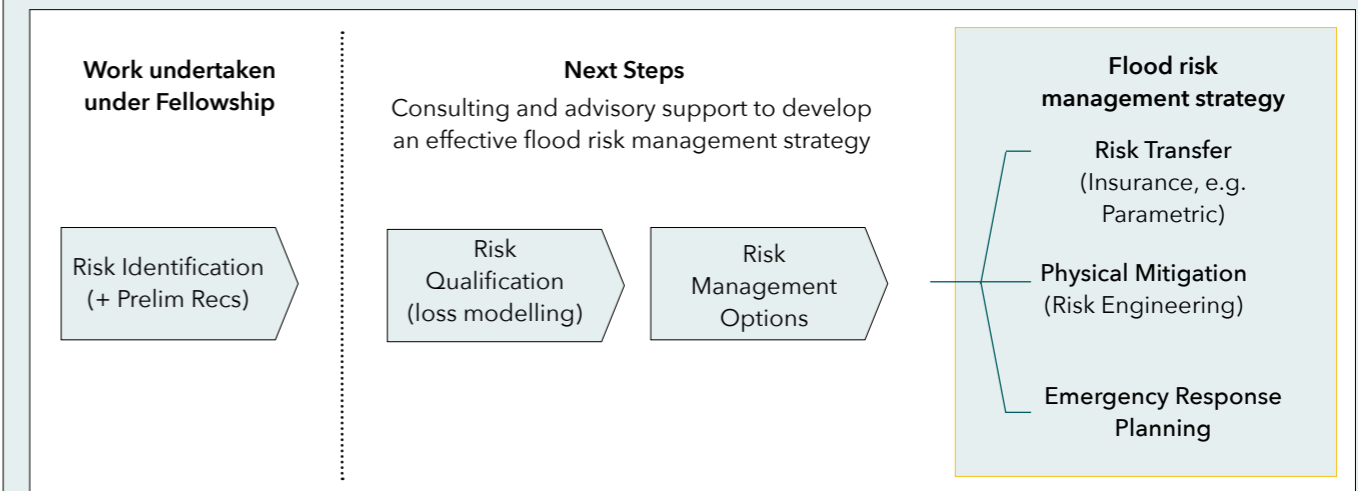 Work undertaken
under Fellowship
Risk Identification
(+ Prelim Recs)
Next Steps
Consulting and advisory support to develop
an effective flood risk management strategy
Risk
Qualification
(loss modelling)
Risk
Management
Options
Flood risk
management strategy
Risk Transfer
(Insurance, e.g.
Parametric)
Physical Mitigation
(Risk Engineering)
Emergency Response
Planning